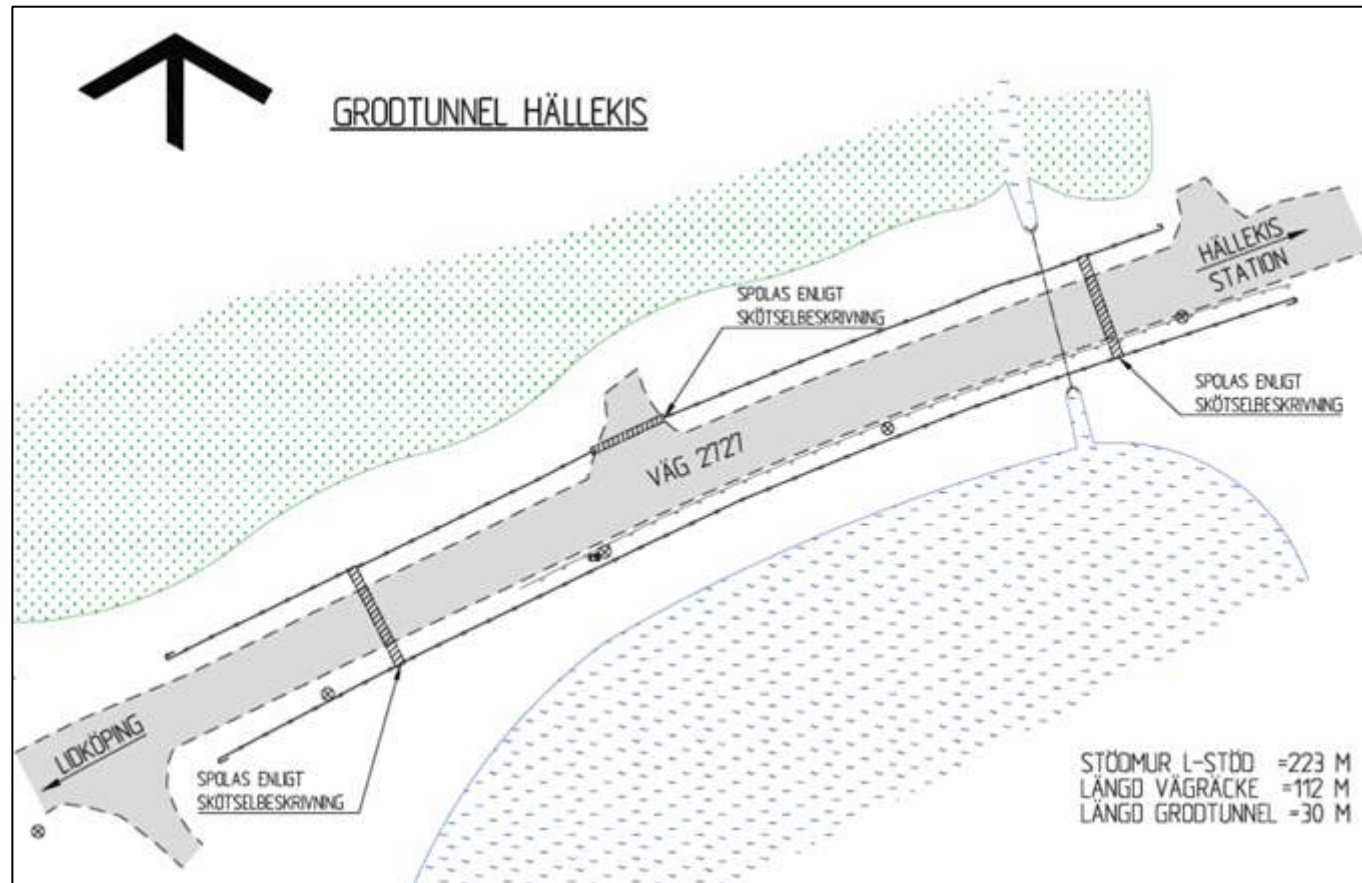 GRODTUNNEL HÄLLEKIS
HÄLLEKIS
STATION
SPOLAS ENLIGT
SKÖTSELBESKRIVNING
SPOLAS ENLIGT
SKÖTSELBESKRIVNING
VÄG 2727
LIDKÖPING
SPOLAS ENLIGT
SKÖTSELBESKRIVNING
STÖDMUR L-STÖD =223 M
LÄNGD VÄGRÄCKE =112 M
LÄNGD GRODTUNNEL =30 M